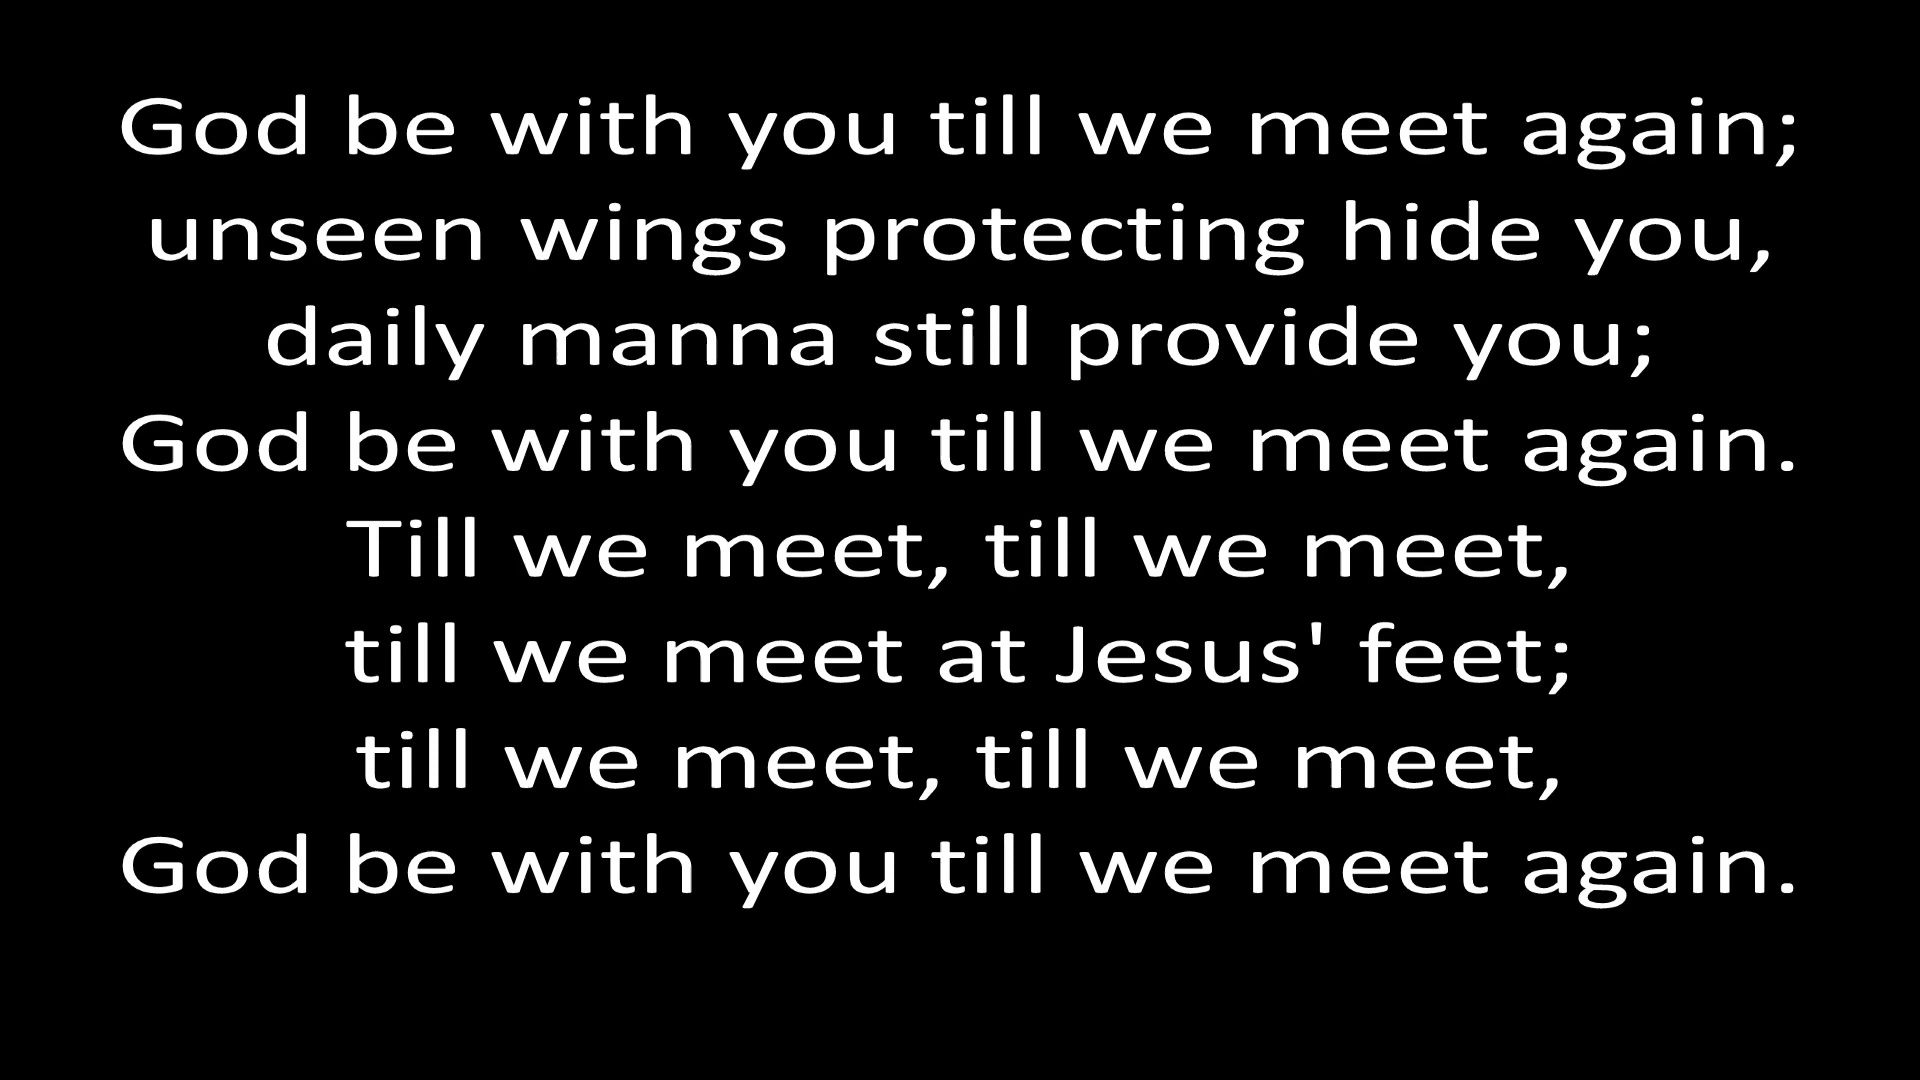 God be with you till we meet again;
unseen wings protecting hide you,
daily manna still provide you;
God be with you till we meet again.
Till we meet, till we meet,
till we meet at Jesus' feet;
till we meet, till we meet,
God be with you till we meet again.